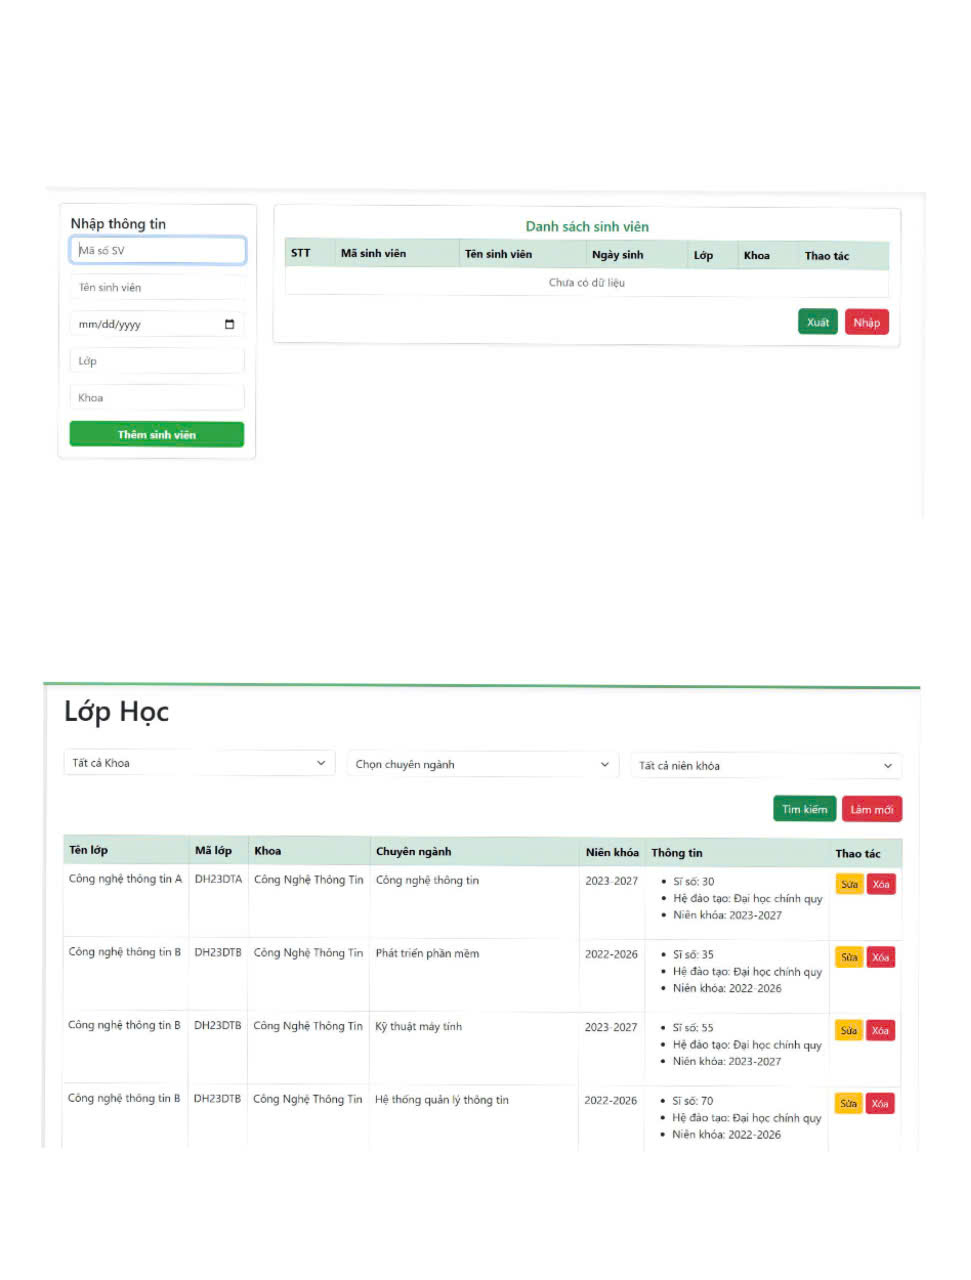 Nhập thông tin
Mã số SV
Tên sinh viên
mm/dd/yyyy
Lớp
Khoa
Thêm sinh viên
Danh sách sinh viên
STT Mã sinh viên Tên sinh viên Ngày sinh Lớp Khoa Thao tác
Chưa có dữ liệu
Xuất Nhập
Lớp Học
Tất cả Khoa Chọn chuyên ngành Tất cả niên khóa
Tìm kiếm Làm mới
Tên lớp Mã lớp Khoa Chuyên ngành Niên khóa Thông tin Thao tác
Công nghệ thông tin A DH23DTA Công Nghệ Thông Tin Công nghệ thông tin 2023-2027 • Sĩ số: 30 Sửa Xóa
• Hệ đào tạo: Đại học chính quy
• Niên khóa: 2023-2027
Công nghệ thông tin B DH23DTB Công Nghệ Thông Tin Phát triển phần mềm 2022-2026 • Sĩ số: 35 Sửa Xóa
• Hệ đào tạo: Đại học chính quy
• Niên khóa: 2022-2026
Công nghệ thông tin B DH23DTB Công Nghệ Thông Tin Kỹ thuật máy tính 2023-2027 • Sĩ số: 55 Sửa Xóa
• Hệ đào tạo: Đại học chính quy
• Niên khóa: 2023-2027
Công nghệ thông tin B DH23DTB Công Nghệ Thông Tin Hệ thống quản lý thông tin 2022-2026 • Sĩ số: 70 Sửa Xóa
• Hệ đào tạo: Đại học chính quy
• Niên khóa: 2022-2026